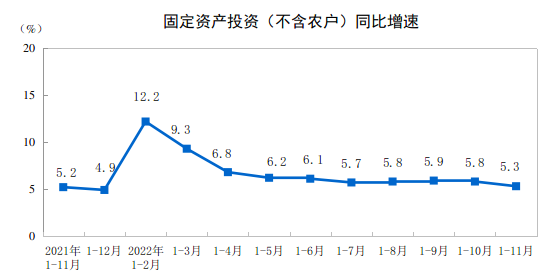 固定资产投资（不含农户）同比增速
(％)
20
15
10
5
0
5.2
4.9
12.2
9.3
6.8
6.2
6.1
5.7
5.8
5.9
5.8
5.3
2021年
1-11月
1-12月
2022年
1-2月
1-3月
1-4月
1-5月
1-6月
1-7月
1-8月
1-9月
1-10月
1-11月